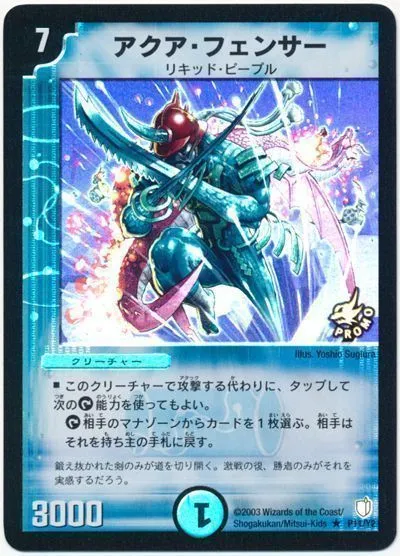 7
アクア・フェンサー
リキッド・ピープル
PROMO
Illus. Yoshio Sugiura
クリーチャー
■ このクリーチャーで攻撃する代わりに、タップして
次の 能力を使ってもよい。
相手のマナゾーンからカードを1枚選ぶ。相手は
それを持ち主の手札に戻す。
鍛え抜かれた剣のみが道を切り開く。激戦の後、勝者のみがそれを
実感するだろう。
3000
1
©2003 Wizards of the Coast/
Shogakukan/Mitsui-Kids ★ P11/Y2